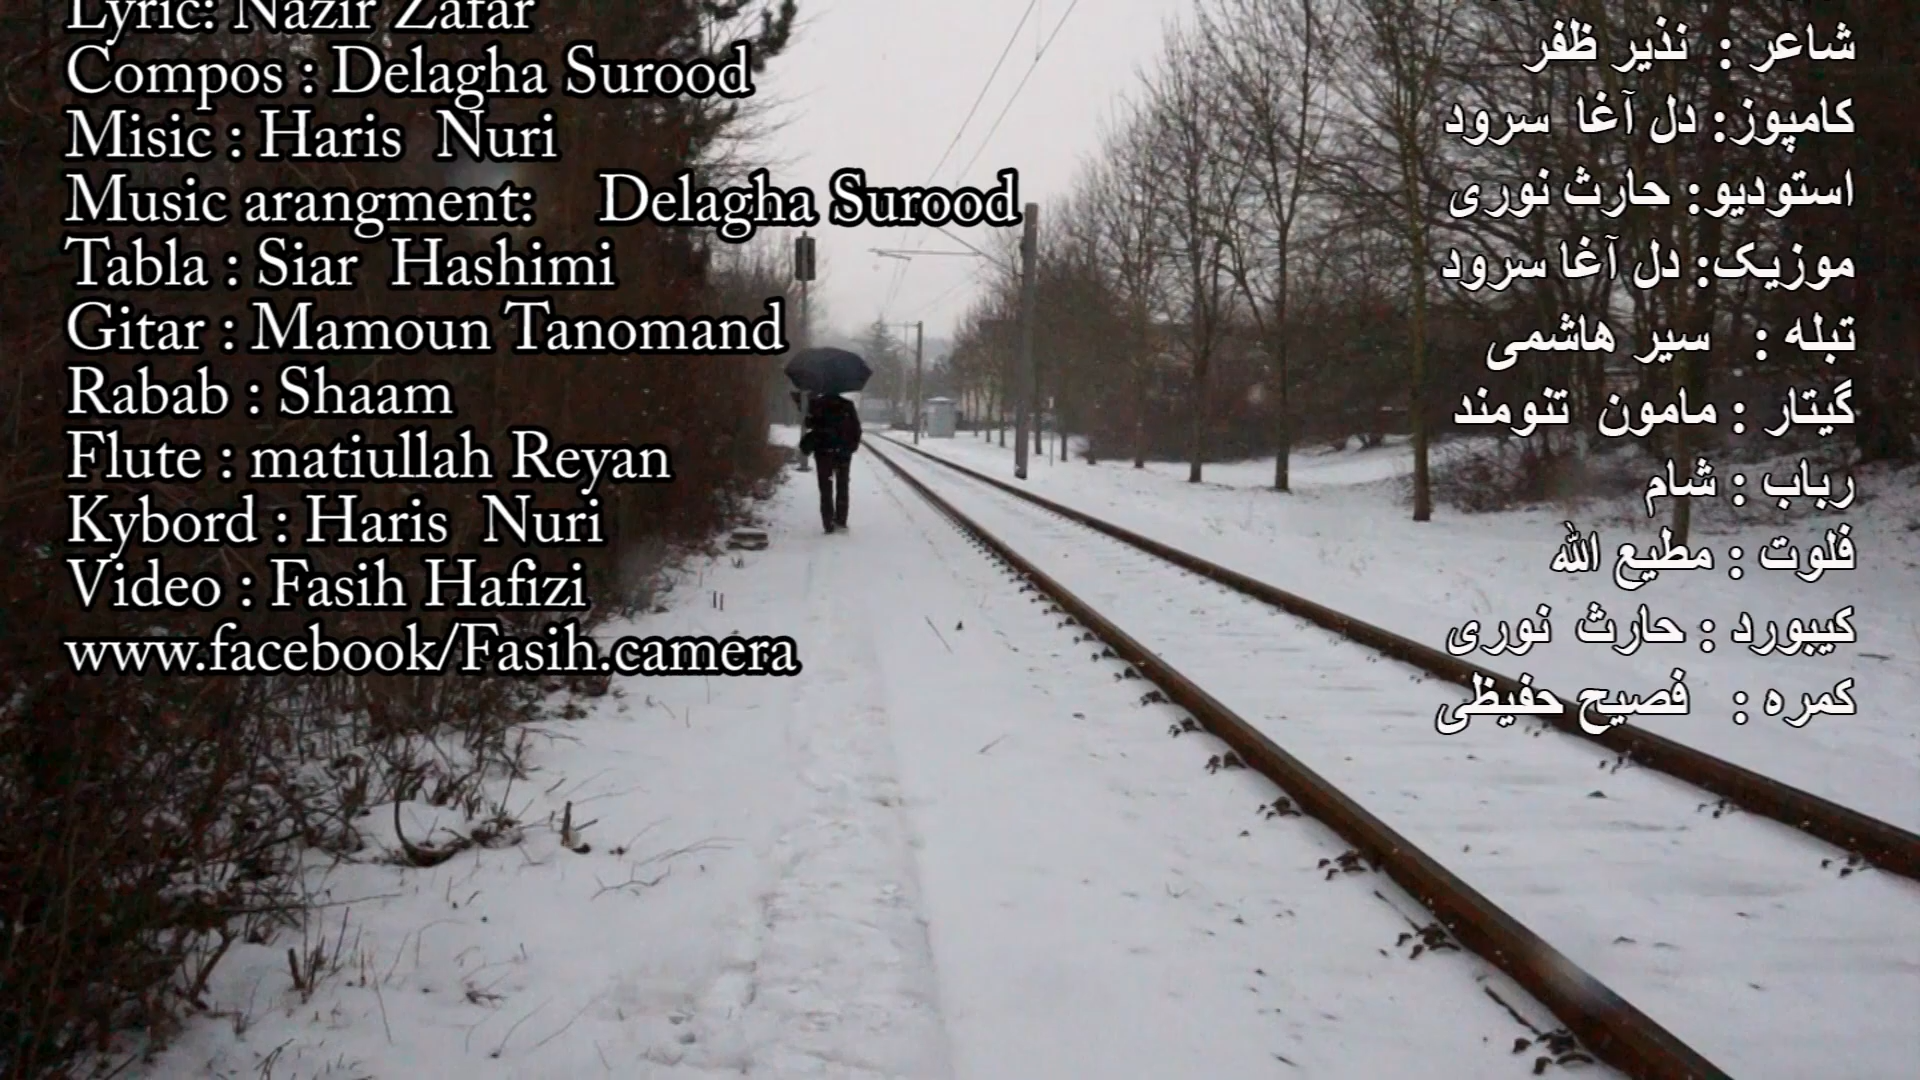 Lyric: Nazir Zafar
Compos : Delagha Surood
Misic : Haris Nuri
Music arangment: Delagha Surood
Tabla : Siar Hashimi
Gitar : Mamoun Tanomand
Rabab : Shaam
Flute : matiullah Reyan
Kybord : Haris Nuri
Video : Fasih Hafizi
www.facebook/Fasih.camera
شاعر : نذیر ظفر
کامپوز: دل آغا سرود
استودیو: حارث نوری
موزیک: دل آغا سرود
تبله : سیر هاشمی
گیتار : مامون تنومند
رباب : شام
فلوت : مطیع الله
کیبورد : حارث نوری
کمره : فصیح حفیظی